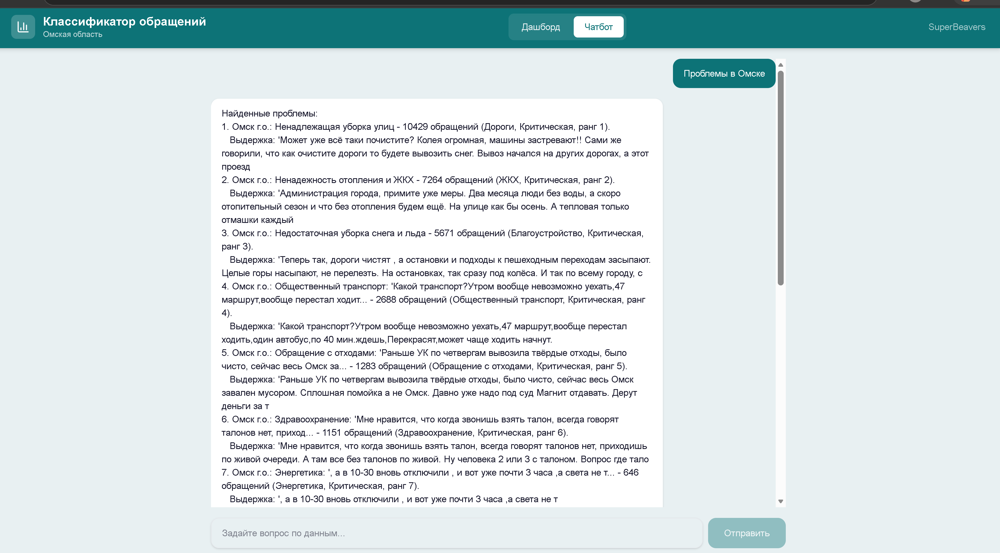 Классификатор обращений
Омская область
Дашборд
Чатбот
SuperBeavers
Проблемы в Омске
Найденные проблемы:
1. Омск г.о.: Ненадлежащая уборка улиц - 10429 обращений (Дороги, Критическая, ранг 1).
Выдержка: 'Может уже всё таки почистите? Колея огромная, машины застревают!! Сами же
говорили, что как очистите дороги то будете вывозить снег. Вывоз начался на других дорогах, а этот
проезд
2. Омск г.о.: Ненадежность отопления и ЖКХ - 7264 обращений (ЖКХ, Критическая, ранг 2).
Выдержка: 'Администрация города, примите уже меры. Два месяца люди без воды, а скоро
отопительный сезон и что без отопления будем ещё. На улице как бы осень. А тепловая только
отмашки каждый
3. Омск г.о.: Недостаточная уборка снега и льда - 5671 обращений (Благоустройство, Критическая,
ранг 3).
Выдержка: 'Теперь так, дороги чистят , а остановки и подходы к пешеходным переходам засыпают.
Целые горы насыпают, не перелезть. На остановках, так сразу под колёса. И так по всему городу, с
4. Омск г.о.: Общественный транспорт: 'Какой транспорт?Утром вообще невозможно уехать,47
маршрут,вообще перестал ходит... - 2688 обращений (Общественный транспорт, Критическая, ранг
4).
Выдержка: 'Какой транспорт?Утром вообще невозможно уехать,47 маршрут,вообще перестал
ходить,один автобус,по 40 мин.ждешь,Перекрасят,может чаще ходить начнут.
5. Омск г.о.: Обращение с отходами: 'Раньше УК по четвергам вывозила твёрдые отходы, было
чисто, сейчас весь Омск за... - 1283 обращений (Обращение с отходами, Критическая, ранг 5).
Выдержка: 'Раньше УК по четвергам вывозила твёрдые отходы, было чисто, сейчас весь Омск
завален мусором. Сплошная помойка а не Омск. Давно уже надо под суд Магнит отдавать. Дерут
деньги за т
6. Омск г.о.: Здравоохранение: 'Мне нравится, что когда звонишь взять талон, всегда говорят
талонов нет, приход... - 1151 обращений (Здравоохранение, Критическая, ранг 6).
Выдержка: 'Мне нравится, что когда звонишь взять талон, всегда говорят талонов нет, приходишь
по живой очереди. А там все без талонов по живой. Ну человека 2 или 3 с талоном. Вопрос где тало
7. Омск г.о.: Энергетика: ', а в 10-30 вновь отключили , и вот уже почти 3 часа ,а света не т... - 646
обращений (Энергетика, Критическая, ранг 7).
Выдержка: ', а в 10-30 вновь отключили , и вот уже почти 3 часа ,а света не т
Задайте вопрос по данным...
Отправить